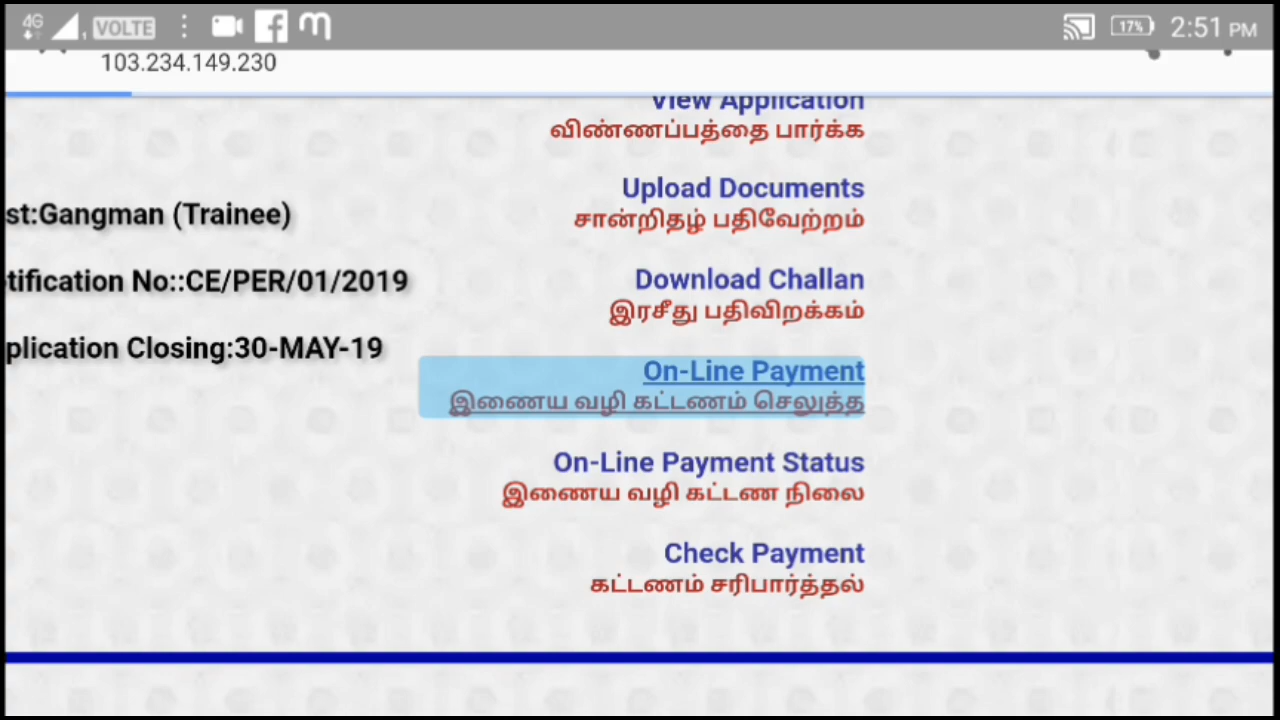 4G
1
VOLTE
17%
2:51 PM
103.234.149.230
View Application
விண்ணப்பத்தை பார்க்க
Upload Documents
சான்றிதழ் பதிவேற்றம்
st:Gangman (Trainee)
Download Challan
tification No::CE/PER/01/2019
இரசீது பதிவிறக்கம்
plication Closing:30-MAY-19
On-Line Payment
இணைய வழி கட்டணம் செலுத்த
On-Line Payment Status
இணைய வழி கட்டண நிலை
Check Payment
கட்டணம் சரிபார்த்தல்